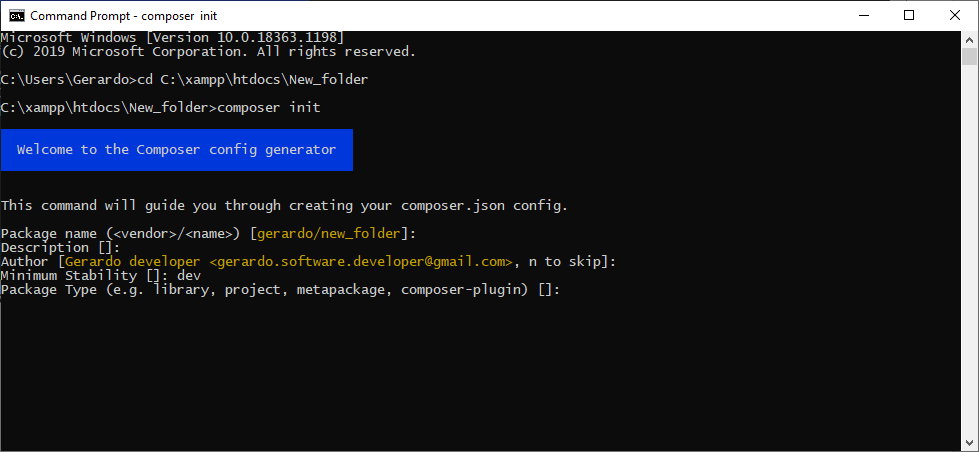 Command Prompt - composer init
Microsoft Windows [Version 10.0.18363.1198]
(c) 2019 Microsoft Corporation. All rights reserved.
C:\Users\Gerardo>cd C:\xampp\htdocs\New_folder
C:\xampp\htdocs\New_folder>composer init
Welcome to the Composer config generator
This command will guide you through creating your composer.json config.
Package name (<vendor>/<name>) [gerardo/new_folder]:
Description []:
Author [Gerardo developer <gerardo.software.developer@gmail.com>, n to skip]:
Minimum Stability []: dev
Package Type (e.g. library, project, metapackage, composer-plugin) []: